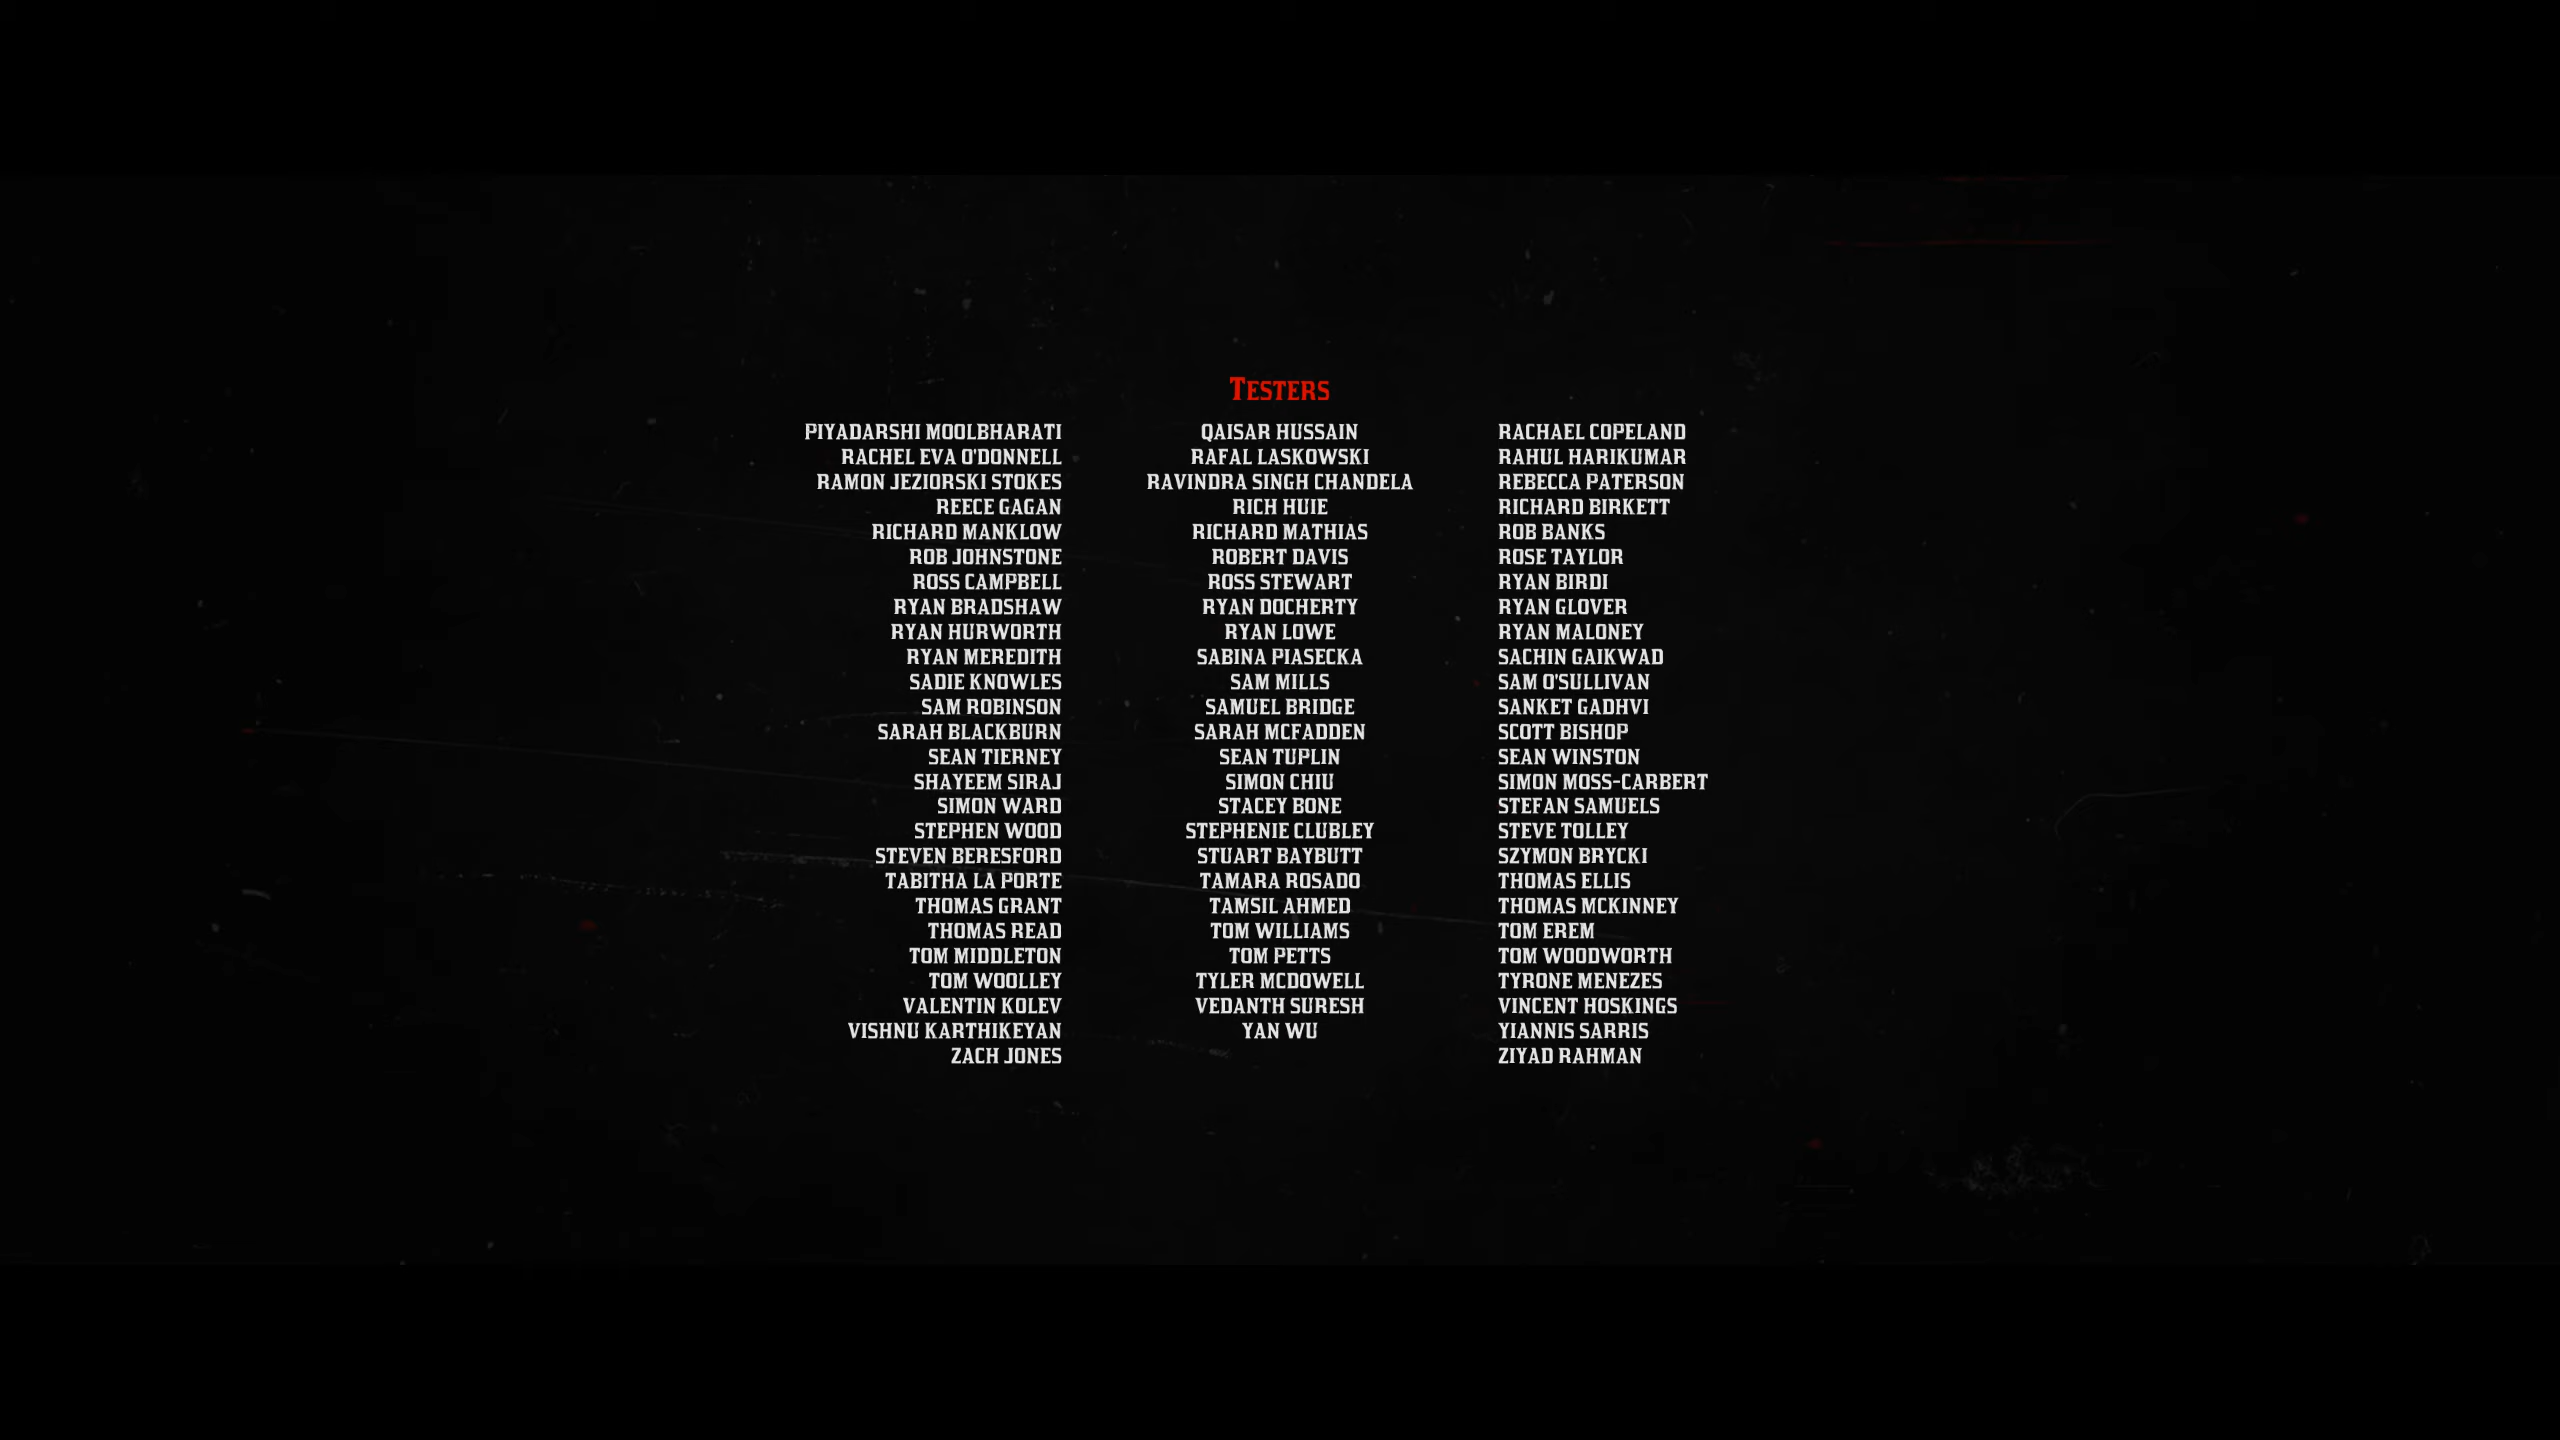 TESTERS
PIYADARSHI MOOLBHARATI QAISAR HUSSAIN RACHAEL COPELAND
RACHEL EVA O'DONNELL RAFAL LASKOWSKI RAHUL HARIKUMAR
RAMON JEZIORSKI STOKES RAVINDRA SINGH CHANDELA REBECCA PATERSON
REECE GAGAN RICH HUIE RICHARD BIRKETT
RICHARD MANKLOW RICHARD MATHIAS ROB BANKS
ROB JOHNSTONE ROBERT DAVIS ROSE TAYLOR
ROSS CAMPBELL ROSS STEWART RYAN BIRDI
RYAN BRADSHAW RYAN DOCHERTY RYAN GLOVER
RYAN HURWORTH RYAN LOWE RYAN MALONEY
RYAN MEREDITH SABINA PIASECKA SACHIN GAIKWAD
SADIE KNOWLES SAM MILLS SAM O'SULLIVAN
SAM ROBINSON SAMUEL BRIDGE SANKET GADHVI
SARAH BLACKBURN SARAH MCFADDEN SCOTT BISHOP
SEAN TIERNEY SEAN TUPLIN SEAN WINSTON
SHAYEEM SIRAJ SIMON CHIU SIMON MOSS-CARBERT
SIMON WARD STACEY BONE STEFAN SAMUELS
STEPHEN WOOD STEPHENIE CLUBLEY STEVE TOLLEY
STEVEN BERESFORD STUART BAYBUTT SZYMON BRYCKI
TABITHA LA PORTE TAMARA ROSADO THOMAS ELLIS
THOMAS GRANT TAMSIL AHMED THOMAS MCKINNEY
THOMAS READ TOM WILLIAMS TOM EREM
TOM MIDDLETON TOM PETTS TOM WOODWORTH
TOM WOOLLEY TYLER MCDOWELL TYRONE MENEZES
VALENTIN KOLEV VEDANTH SURESH VINCENT HOSKINGS
VISHNU KARTHIKEYAN YAN WU YIANNIS SARRIS
ZACH JONES ZIYAD RAHMAN